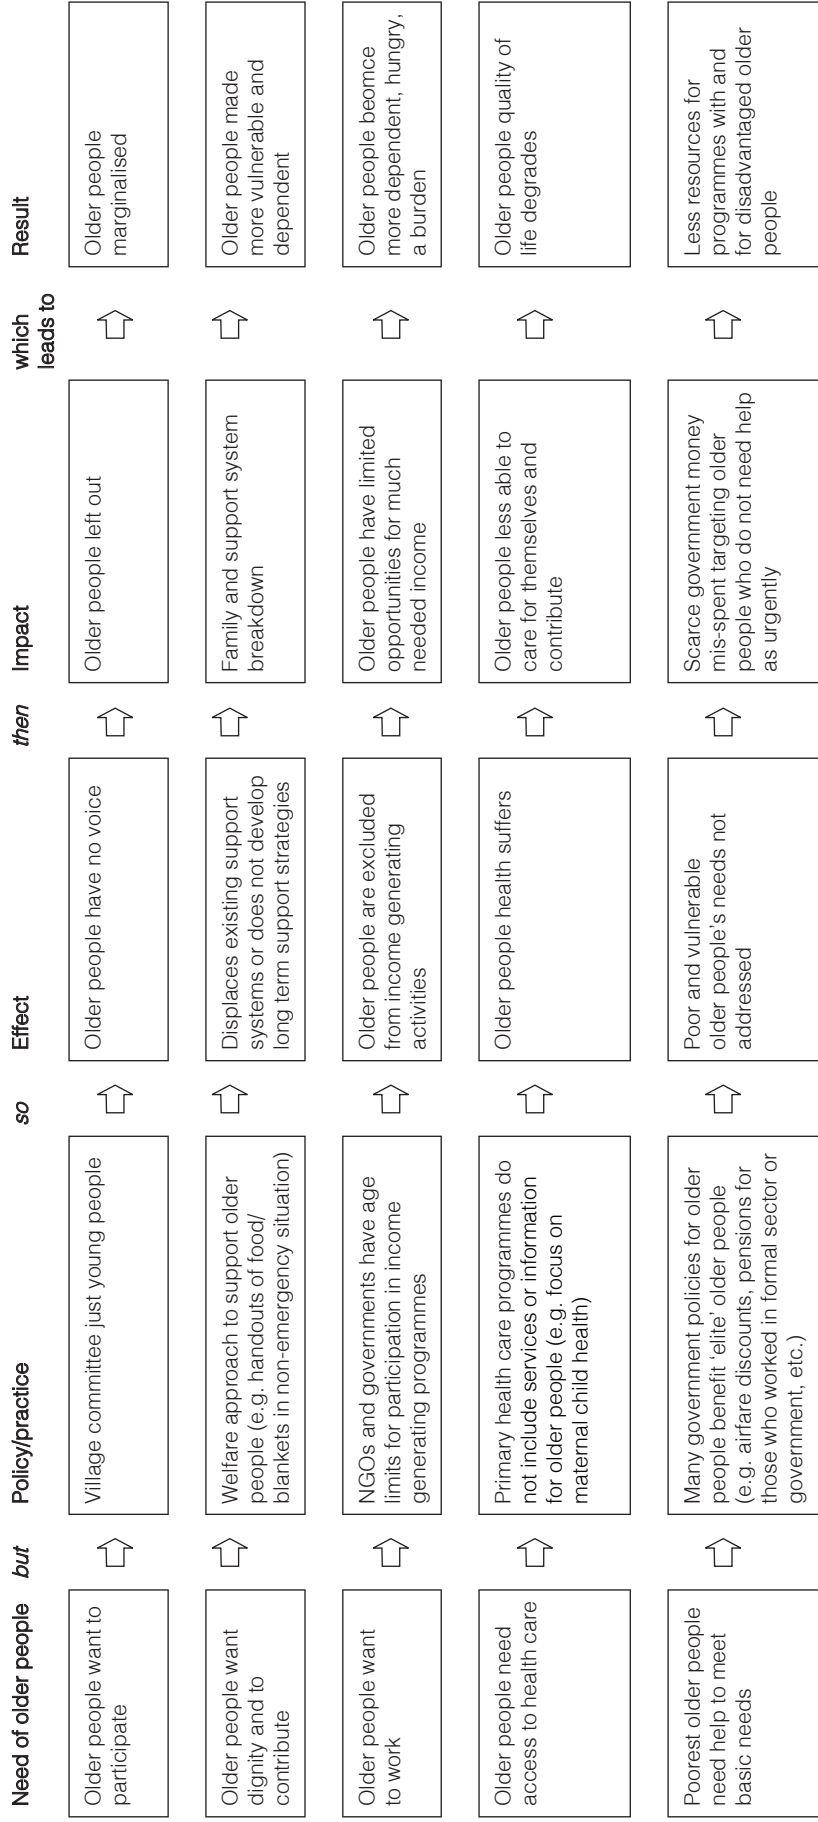 Need of older people
but
Policy/practice
so
Effect
then
Impact
which
leads to
Result
Older people want to
participate
Village committee just young people
Older people have no voice
Older people left out
Older people
marginalised
Older people want
dignity and to
contribute
Welfare approach to support older
people (e.g. handouts of food/
blankets in non-emergency situation)
Displaces existing support
systems or does not develop
long term support strategies
Family and support system
breakdown
Older people made
more vulnerable and
dependent
Older people want
to work
NGOs and governments have age
limits for participation in income
generating programmes
Older people are excluded
from income generating
activities
Older people have limited
opportunities for much
needed income
Older people beomce
more dependent, hungry,
a burden
Older people need
access to health care
Primary health care programmes do
not include services or information
for older people (e.g. focus on
maternal child health)
Older people health suffers
Older people less able to
care for themselves and
contribute
Older people quality of
life degrades
Poorest older people
need help to meet
basic needs
Many government policies for older
people benefit ‘elite’ older people
(e.g. airfare discounts, pensions for
those who worked in formal sector or
government, etc.)
Poor and vulnerable
older people’s needs not
addressed
Scarce government money
mis-spent targeting older
people who do not need help
as urgently
Less resources for
programmes with and
for disadvantaged older
people